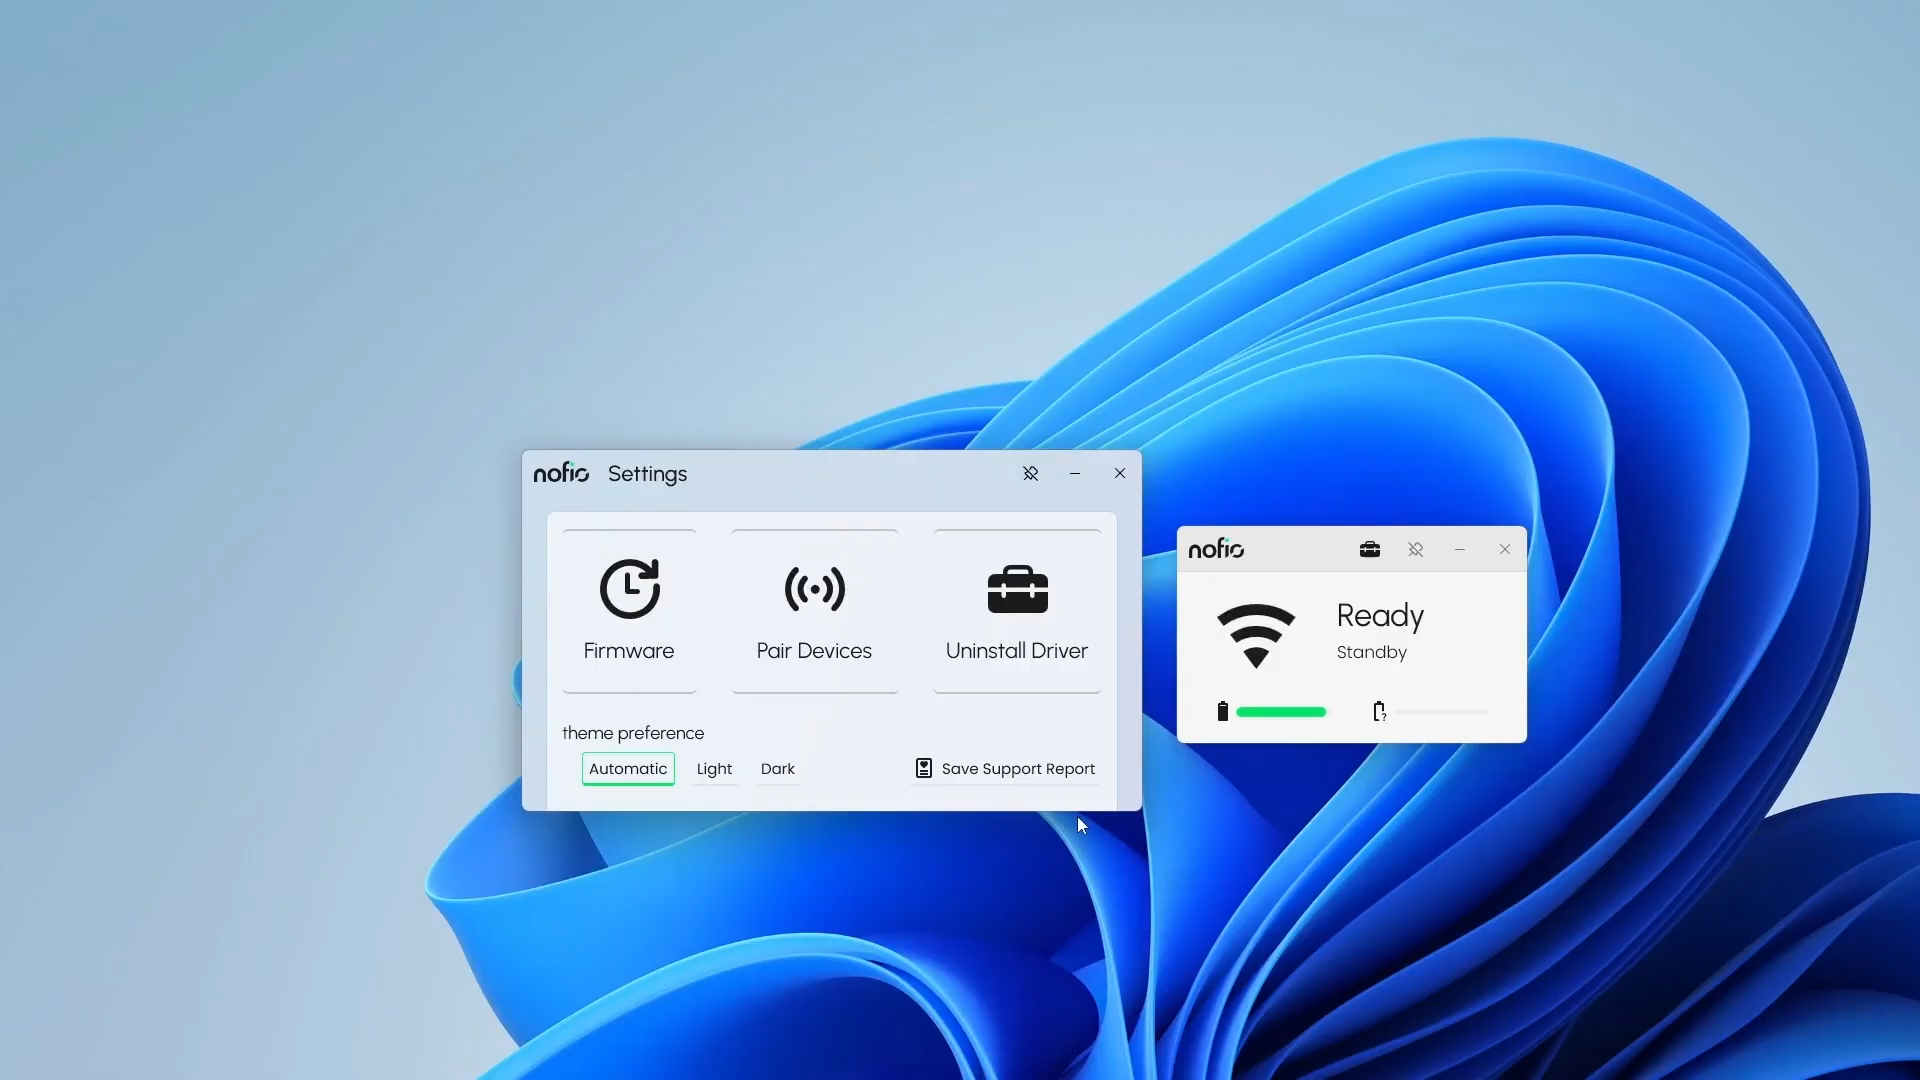 nofio Settings
Firmware Pair Devices Uninstall Driver
theme preference
Automatic Light Dark Save Support Report
nofio
Ready
Standby
?